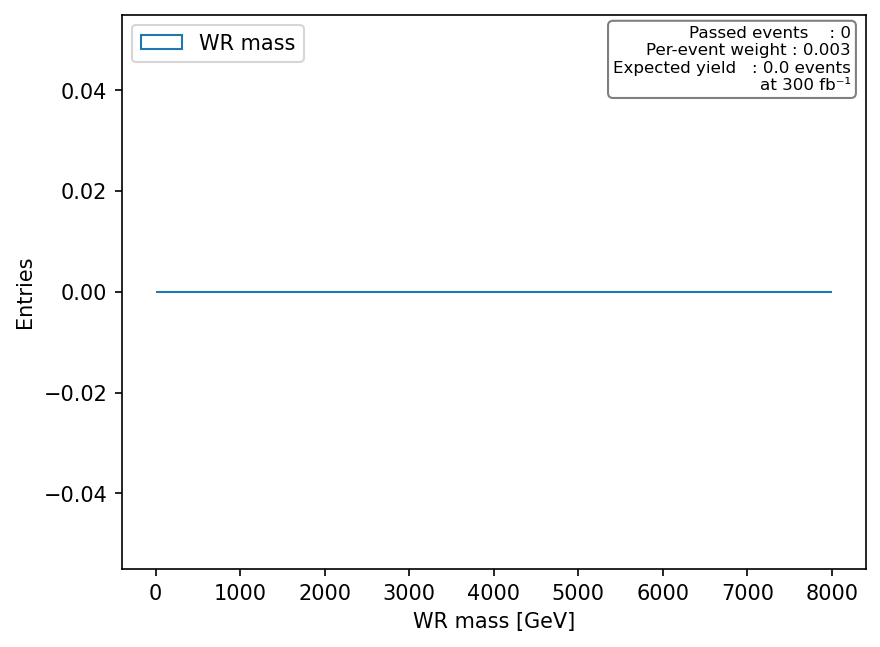 WR mass
Passed events    : 0
Per-event weight : 0.003
Expected yield   : 0.0 events
at 300 fb⁻¹
Entries
0.04
0.02
0.00
−0.02
−0.04
0 1000 2000 3000 4000 5000 6000 7000 8000
WR mass [GeV]